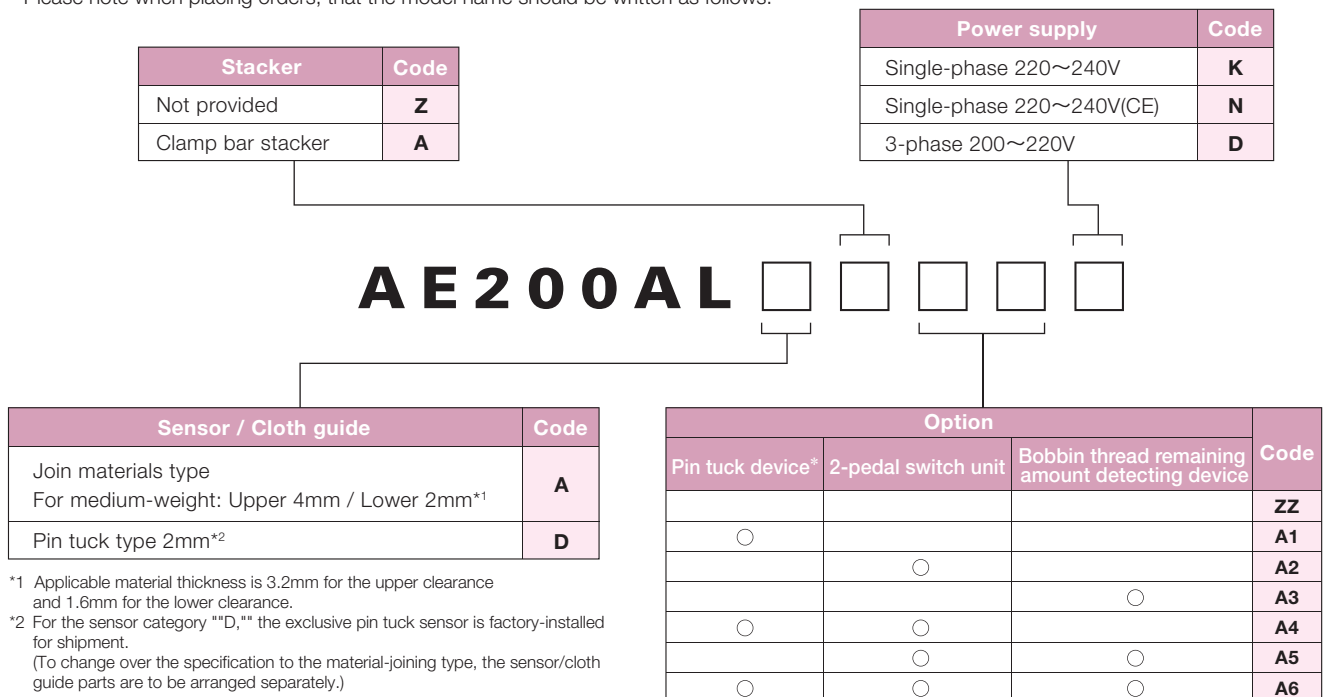 Please note when placing orders, that the model name should be written as follows.
Stacker Code
Not provided Z
Clamp bar stacker A
Power supply Code
Single-phase 220～240V K
Single-phase 220～240V(CE) N
3-phase 200～220V D
AE200AL□□□□□
Sensor / Cloth guide Code
Join materials type
For medium-weight: Upper 4mm / Lower 2mm*1 A
Pin tuck type 2mm*2 D
*1 Applicable material thickness is 3.2mm for the upper clearance
and 1.6mm for the lower clearance.
*2 For the sensor category ""D,"" the exclusive pin tuck sensor is factory-installed
for shipment.
(To change over the specification to the material-joining type, the sensor/cloth
guide parts are to be arranged separately.)
Option Code
Pin tuck device* 2-pedal switch unit Bobbin thread remaining
amount detecting device
ZZ
○ A1
○ A2
○ A3
○ ○ A4
○ ○ A5
○ ○ ○ A6